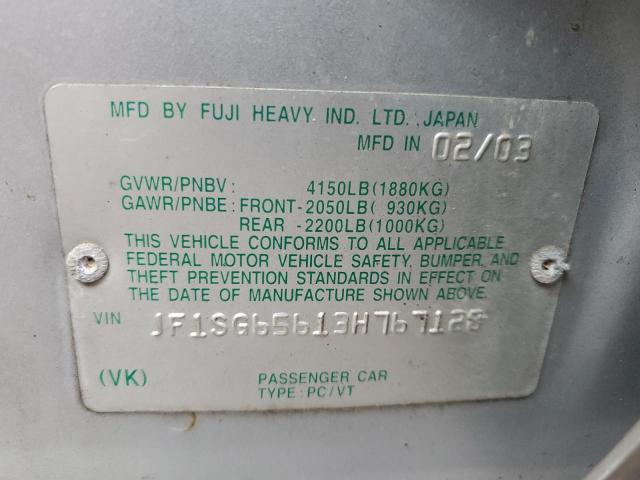 MFD BY FUJI HEAVY IND. LTD. JAPAN
MFD IN 02/03
GVWR/PNBV: 4150LB(1880KG)
GAWR/PNBE: FRONT-2050LB( 930KG)
REAR -2200LB(1000KG)
THIS VEHICLE CONFORMS TO ALL APPLICABLE
FEDERAL MOTOR VEHICLE SAFETY, BUMPER, AND
THEFT PREVENTION STANDARDS IN EFFECT ON
THE DATE OF MANUFACTURE SHOWN ABOVE.
VIN JF1SG65613H767128
(VK) PASSENGER CAR
TYPE: PC/VT